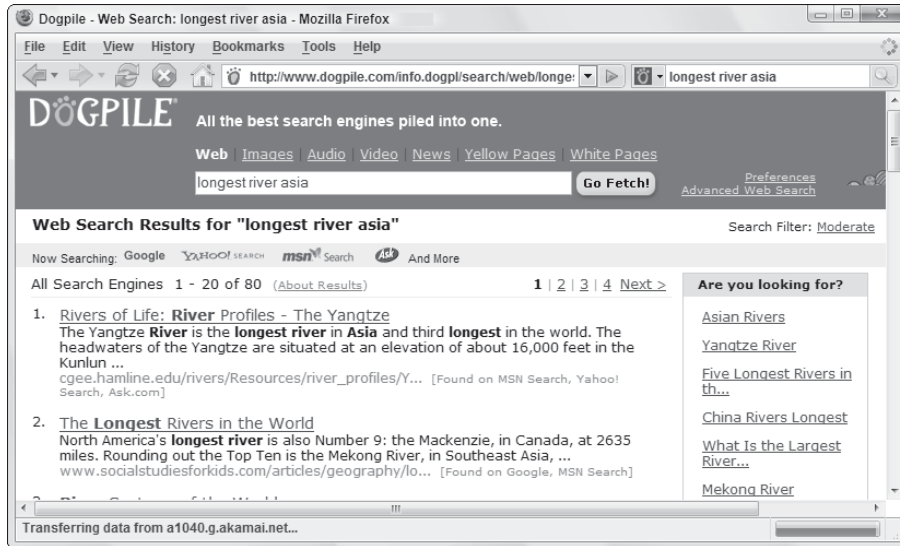 Dogpile - Web Search: longest river asia - Mozilla Firefox
File Edit View History Bookmarks Tools Help
http://www.dogpile.com/info.dogpl/search/web/longe: longest river asia
DOGPILE All the best search engines piled into one.
Web | Images | Audio | Video | News | Yellow Pages | White Pages
longest river asia Go Fetch! Preferences
Advanced Web Search
Web Search Results for "longest river asia" Search Filter: Moderate
Now Searching: Google YAHOO! SEARCH msn Search Ask And More
All Search Engines 1 - 20 of 80 (About Results) 1 | 2 | 3 | 4 Next >
1. Rivers of Life: River Profiles - The Yangtze
The Yangtze River is the longest river in Asia and third longest in the world. The
headwaters of the Yangtze are situated at an elevation of about 16,000 feet in the
Kunlun ...
cgee.hamline.edu/rivers/Resources/river_profiles/Y... [Found on MSN Search, Yahoo!
Search, Ask.com]
2. The Longest Rivers in the World
North America's longest river is also Number 9: the Mackenzie, in Canada, at 2635
miles. Rounding out the Top Ten is the Mekong River, in Southeast Asia, ...
www.socialstudiesforkids.com/articles/geography/lo... [Found on Google, MSN Search]
Are you looking for?
Asian Rivers
Yangtze River
Five Longest Rivers in
th...
China Rivers Longest
What Is the Largest
River...
Mekong River
Transferring data from a1040.g.akamai.net...